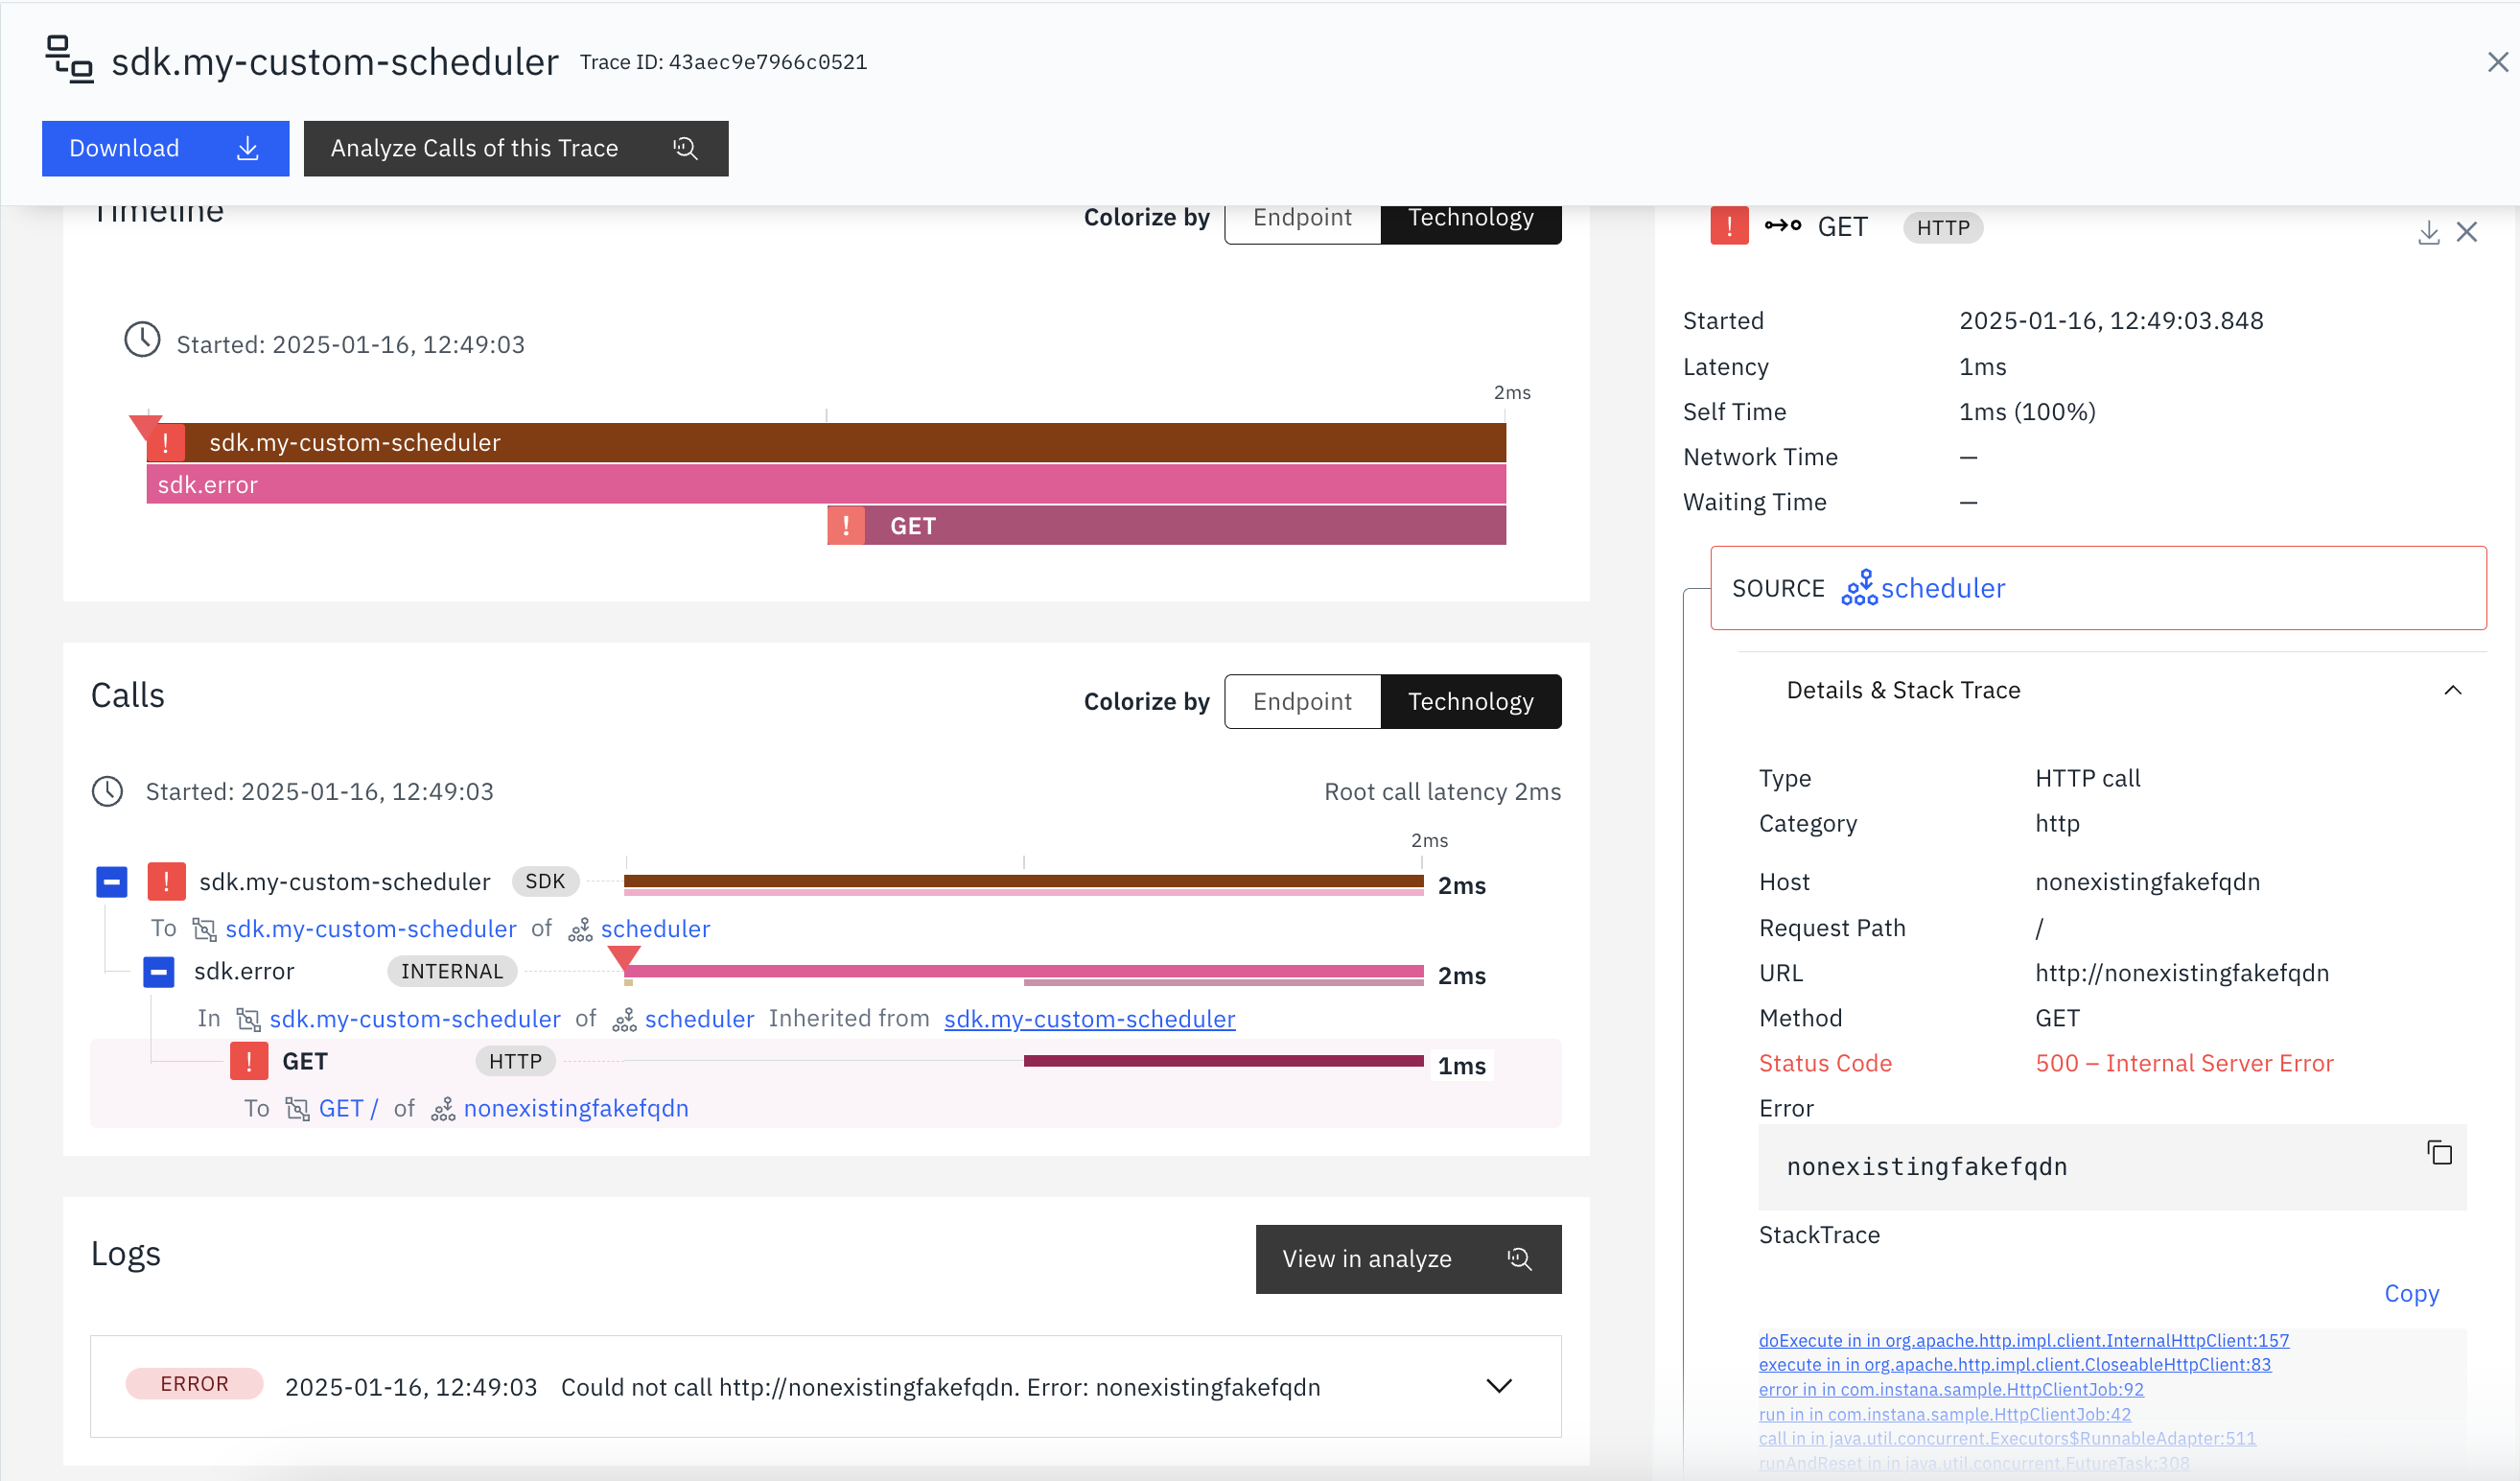 sdk.my-custom-scheduler Trace ID: 43aec9e7966c0521
Download Analyze Calls of this Trace
Timeline
Colorize by Endpoint Technology
Started: 2025-01-16, 12:49:03
2ms
sdk.my-custom-scheduler
sdk.error
GET
Calls
Colorize by Endpoint Technology
Started: 2025-01-16, 12:49:03 Root call latency 2ms
2ms
sdk.my-custom-scheduler SDK 2ms
To sdk.my-custom-scheduler of scheduler
sdk.error INTERNAL 2ms
In sdk.my-custom-scheduler of scheduler Inherited from sdk.my-custom-scheduler
GET HTTP 1ms
To GET / of nonexistingfakefqdn
Logs
View in analyze
ERROR 2025-01-16, 12:49:03 Could not call http://nonexistingfakefqdn. Error: nonexistingfakefqdn
GET HTTP
Started 2025-01-16, 12:49:03.848
Latency 1ms
Self Time 1ms (100%)
Network Time —
Waiting Time —
SOURCE scheduler
Details & Stack Trace
Type HTTP call
Category http
Host nonexistingfakefqdn
Request Path /
URL http://nonexistingfakefqdn
Method GET
Status Code 500 – Internal Server Error
Error
nonexistingfakefqdn
StackTrace
Copy
doExecute in in org.apache.http.impl.client.InternalHttpClient:157
execute in in org.apache.http.impl.client.CloseableHttpClient:83
error in in com.instana.sample.HttpClientJob:92
run in in com.instana.sample.HttpClientJob:42
call in in java.util.concurrent.Executors$RunnableAdapter:511
runAndReset in in java.util.concurrent.FutureTask:308